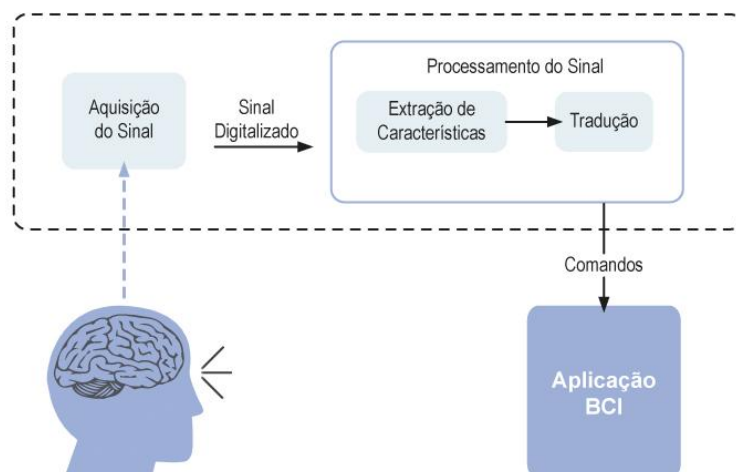 Processamento do Sinal
Aquisição
do Sinal
Sinal
Digitalizado
Extração de
Características
Tradução
Comandos
Aplicação
BCI